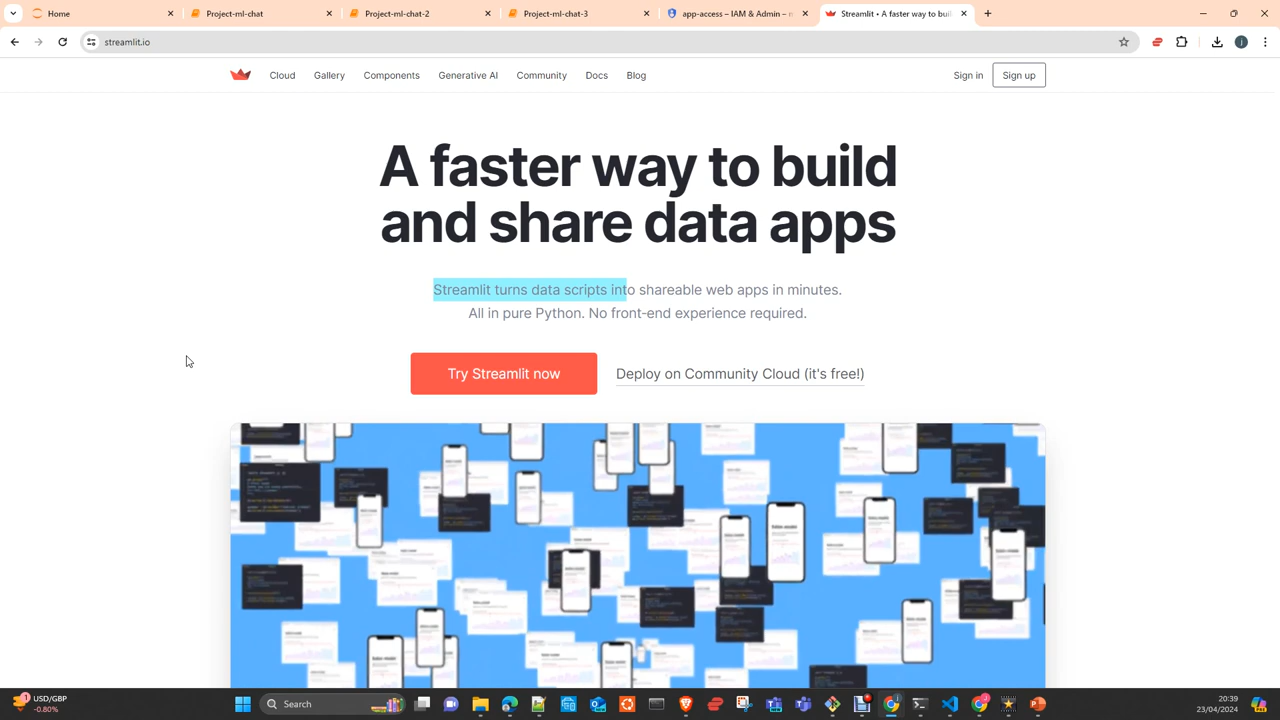 Home
Project-ml-chat
Project-ml-chat-2
Project-ml-chat-3
app-access – IAM & Admin –
Streamlit • A faster way to buil
streamlit.io
Cloud
Gallery
Components
Generative AI
Community
Docs
Blog
Sign in
Sign up
A faster way to build
and share data apps
Streamlit turns data scripts into shareable web apps in minutes.
All in pure Python. No front-end experience required.
Try Streamlit now
Deploy on Community Cloud (it's free!)
USD/GBP
-0.80%
Search
20:39
23/04/2024